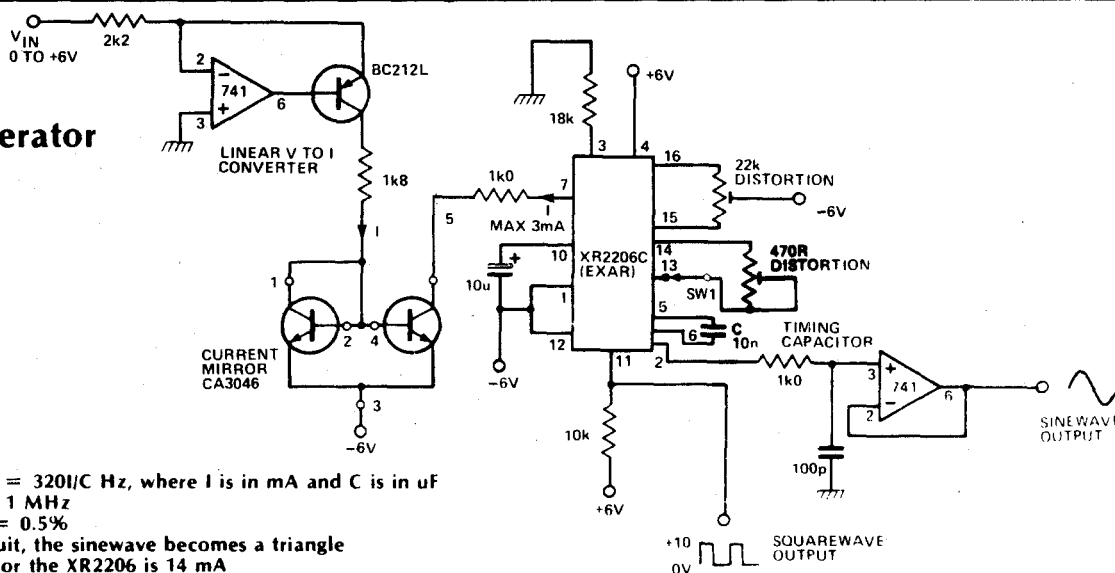 VIN
0 TO +6V
2k2
2
3
741
6
BC212L
erator
LINEAR V TO I
CONVERTER
1k8
I
1
2
4
5
3
CURRENT
MIRROR
CA3046
-6V
1k0
I
MAX 3mA
10u
-6V
18k
+6V
3
4
7
10
1
12
XR2206C
(EXAR)
11
16
15
14
13
5
6
2
22k
DISTORTION
-6V
470R
DISTORTION
SW1
C
10n
TIMING
CAPACITOR
1k0
3
2
741
6
100p
SINEWAVE
OUTPUT
10k
+6V
+10
0V
SQUAREWAVE
OUTPUT
= 320I/C Hz, where I is in mA and C is in uF
1 MHz
= 0.5%
uit, the sinewave becomes a triangle
or the XR2206 is 14 mA